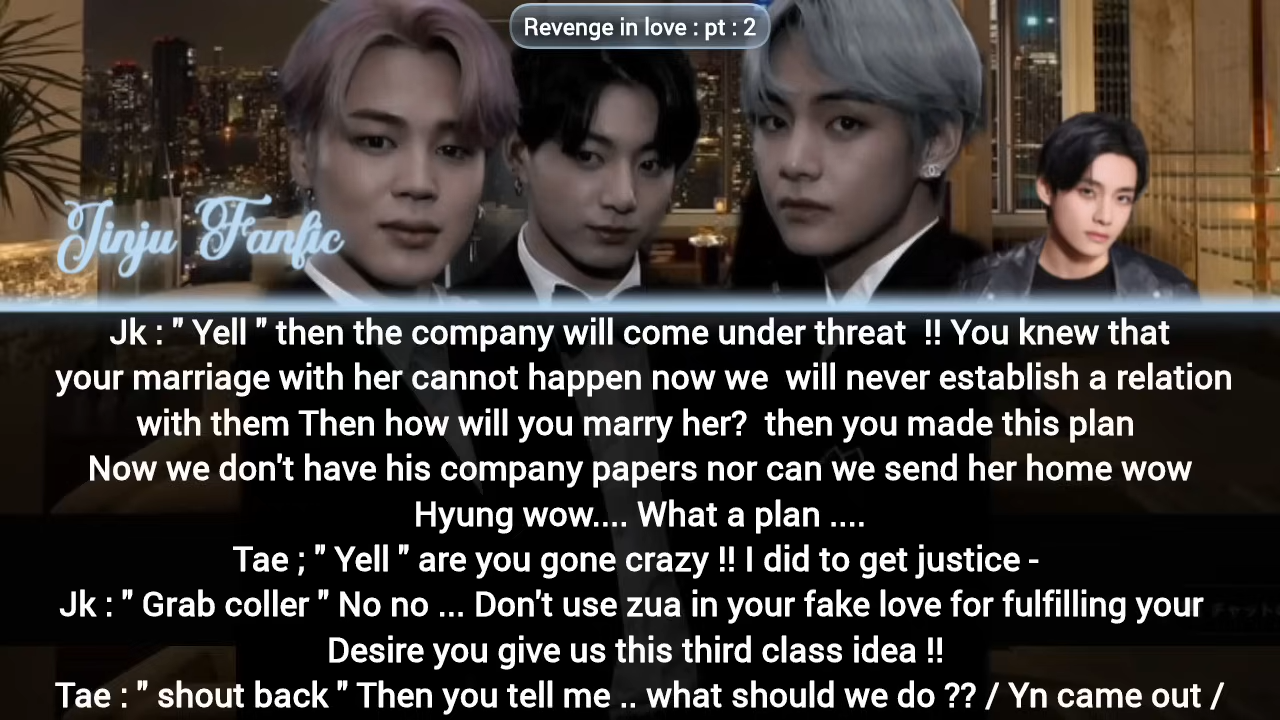 Revenge in love : pt : 2
Jinju Fanfic
Jk : " Yell " then the company will come under threat !! You knew that
your marriage with her cannot happen now we will never establish a relation
with them Then how will you marry her? then you made this plan
Now we don't have his company papers nor can we send her home wow
Hyung wow.... What a plan ....
Tae ; " Yell " are you gone crazy !! I did to get justice -
Jk : " Grab coller " No no ... Don't use zua in your fake love for fulfilling your
Desire you give us this third class idea !!
Tae : " shout back " Then you tell me .. what should we do ?? / Yn came out /